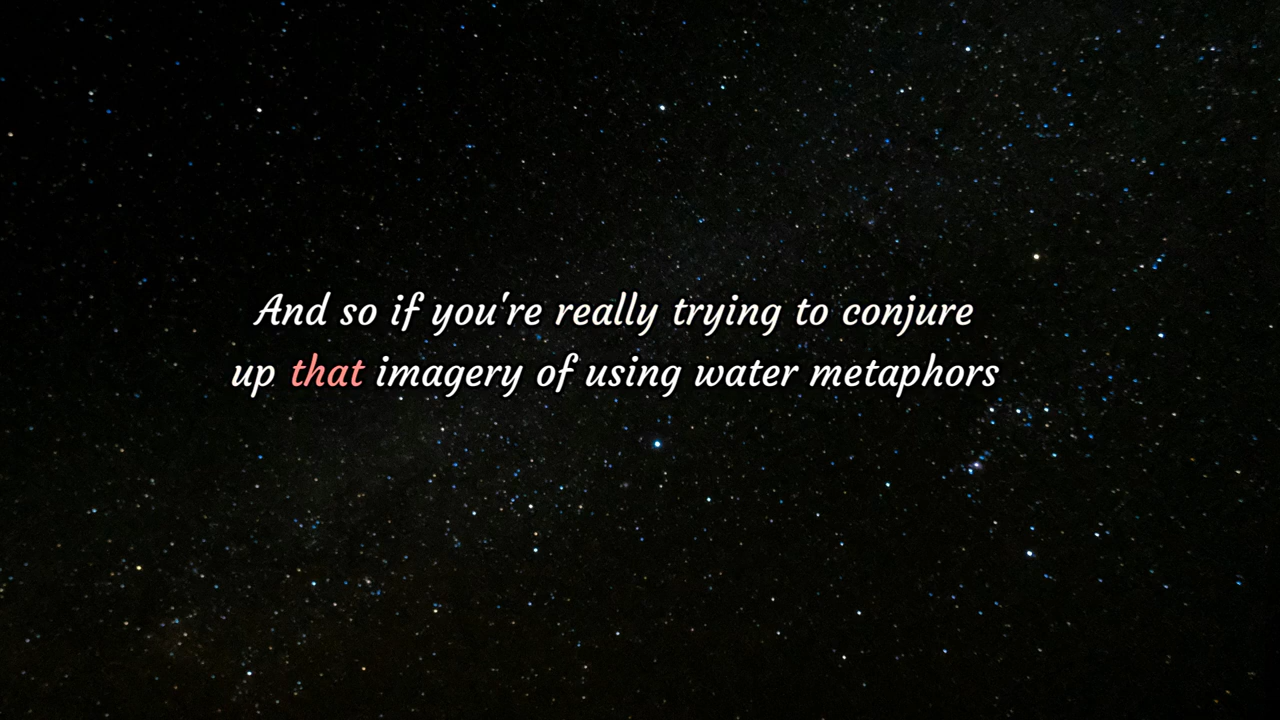 And so if you're really trying to conjure
up that imagery of using water metaphors